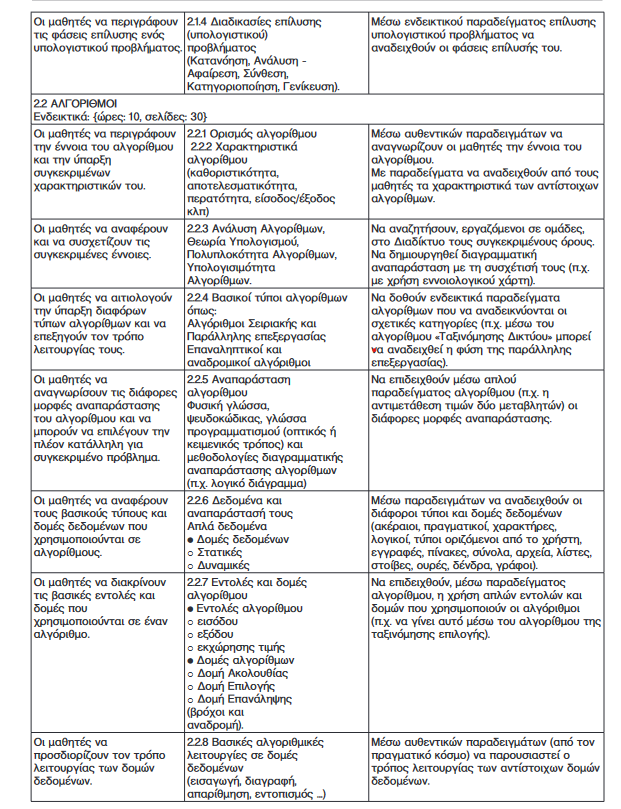 Οι μαθητές να περιγράφουν
τις φάσεις επίλυσης ενός
υπολογιστικού προβλήματος.
2.1.4 Διαδικασίες επίλυσης
(υπολογιστικού)
προβλήματος
(Κατανόηση, Ανάλυση -
Αφαίρεση, Σύνθεση,
Κατηγοριοποίηση, Γενίκευση).
Μέσω ενδεικτικού παραδείγματος επίλυσης
υπολογιστικού προβλήματος να
αναδειχθούν οι φάσεις επίλυσής του.
2.2 ΑΛΓΟΡΙΘΜΟΙ
Ενδεικτικά: {ώρες: 10, σελίδες: 30}
Οι μαθητές να περιγράφουν
την έννοια του αλγορίθμου
και την ύπαρξη
συγκεκριμένων
χαρακτηριστικών του.
2.2.1 Ορισμός αλγορίθμου
2.2.2 Χαρακτηριστικά
αλγορίθμου
(καθοριστικότητα,
αποτελεσματικότητα,
περατότητα, είσοδος/έξοδος
κλπ)
Μέσω αυθεντικών παραδειγμάτων να
αναγνωρίζουν οι μαθητές την έννοια του
αλγορίθμου.
Με παραδείγματα να αναδειχθούν από τους
μαθητές τα χαρακτηριστικά των αντίστοιχων
αλγορίθμων.
Οι μαθητές να αναφέρουν
και να συσχετίζουν τις
συγκεκριμένες έννοιες.
2.2.3 Ανάλυση Αλγορίθμων,
Θεωρία Υπολογισμού,
Πολυπλοκότητα Αλγορίθμων,
Υπολογισιμότητα
Αλγορίθμων.
Να αναζητήσουν, εργαζόμενοι σε ομάδες,
στο Διαδίκτυο τους συγκεκριμένους όρους.
Να δημιουργηθεί διαγραμματική
αναπαράσταση με τη συσχέτισή τους (π.χ.
με χρήση εννοιολογικού χάρτη).
Οι μαθητές να αιτιολογούν
την ύπαρξη διαφόρων
τύπων αλγορίθμων και να
επεξηγούν τον τρόπο
λειτουργίας τους.
2.2.4 Βασικοί τύποι αλγορίθμων
όπως:
Αλγόριθμοι Σειριακής και
Παράλληλης επεξεργασίας
Επαναληπτικοί και
αναδρομικοί αλγόριθμοι
Να δοθούν ενδεικτικά παραδείγματα
αλγορίθμων που να αναδεικνύονται οι
σχετικές κατηγορίες (π.χ. μέσω του
αλγορίθμου «Ταξινόμησης Δικτύου» μπορεί
να αναδειχθεί η φύση της παράλληλης
επεξεργασίας).
Οι μαθητές να
αναγνωρίσουν τις διάφορες
μορφές αναπαράστασης
του αλγορίθμου και να
μπορούν να επιλέγουν την
πλέον κατάλληλη για
συγκεκριμένο πρόβλημα.
2.2.5 Αναπαράσταση
αλγορίθμου
Φυσική γλώσσα,
ψευδοκώδικας, γλώσσα
προγραμματισμού (οπτικός ή
κειμενικός τρόπος) και
μεθοδολογίες διαγραμματικής
αναπαράστασης αλγορίθμων
(π.χ. λογικό διάγραμμα)
Να επιδειχθούν μέσω απλού
παραδείγματος αλγορίθμου (π.χ. η
αντιμετάθεση τιμών δύο μεταβλητών) οι
διάφορες μορφές αναπαράστασης.
Οι μαθητές να αναφέρουν
τους βασικούς τύπους και
δομές δεδομένων που
χρησιμοποιούνται σε
αλγορίθμους.
2.2.6 Δεδομένα και
αναπαράστασή τους
Απλά δεδομένα
● Δομές δεδομένων
○ Στατικές
○ Δυναμικές
Μέσω παραδειγμάτων να αναδειχθούν οι
διάφοροι τύποι και δομές δεδομένων
(ακέραιοι, πραγματικοί, χαρακτήρες,
λογικοί, τύποι οριζόμενοι από το χρήστη,
εγγραφές, πίνακες, σύνολα, αρχεία, λίστες,
στοίβες, ουρές, δένδρα, γράφοι).
Οι μαθητές να διακρίνουν
τις βασικές εντολές και
δομές που
χρησιμοποιούνται σε έναν
αλγόριθμο.
2.2.7 Εντολές και δομές
αλγορίθμου
● Εντολές αλγορίθμου
○ εισόδου
○ εξόδου
○ εκχώρησης τιμής
● Δομές αλγορίθμων
○ Δομή Ακολουθίας
○ Δομή Επιλογής
○ Δομή Επανάληψης
(βρόχοι και
αναδρομή).
Να επιδειχθούν, μέσω παραδείγματος
αλγορίθμου, η χρήση απλών εντολών και
δομών που χρησιμοποιούν οι αλγόριθμοι
(π.χ. να γίνει αυτό μέσω του αλγορίθμου της
ταξινόμησης επιλογής).
Οι μαθητές να
προσδιορίζουν τον τρόπο
λειτουργίας των δομών
δεδομένων.
2.2.8 Βασικές αλγοριθμικές
λειτουργίες σε δομές
δεδομένων
(εισαγωγή, διαγραφή,
απαρίθμηση, εντοπισμός ...)
Μέσω αυθεντικών παραδειγμάτων (από τον
πραγματικό κόσμο) να παρουσιαστεί ο
τρόπος λειτουργίας των αντίστοιχων δομών
δεδομένων.